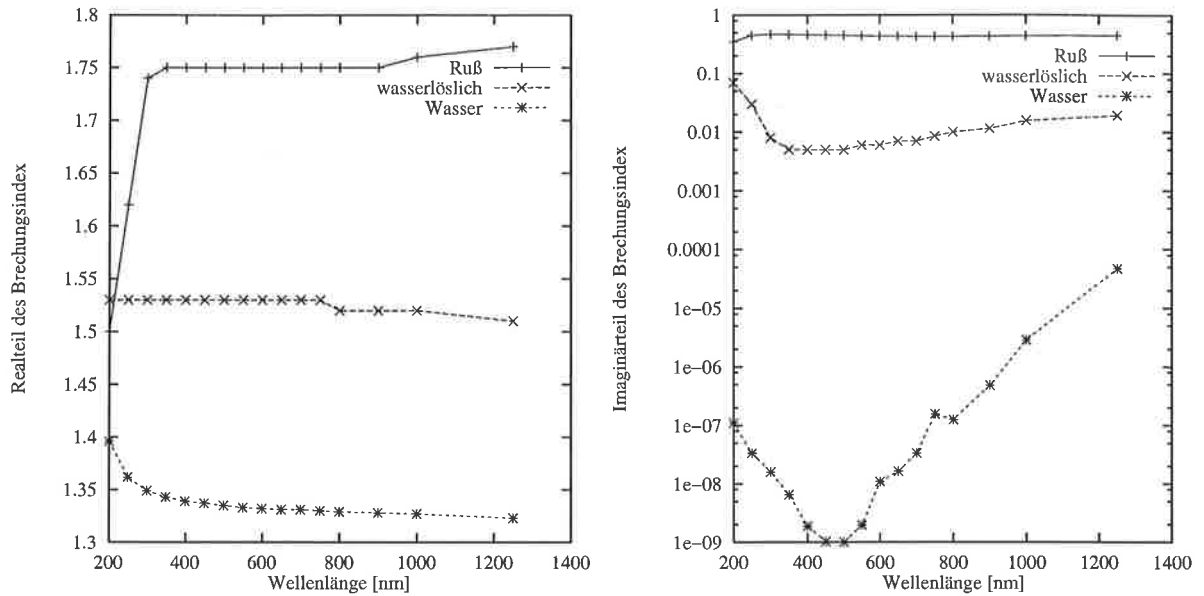 1.8
1.75
1.7
1.65
1.6
1.55
1.5
1.45
1.4
1.35
1.3
Realteil des Brechungsindex
Ruß
wasserlöslich
Wasser
200 400 600 800 1000 1200 1400
Wellenlänge [nm]
1
0.1
0.01
0.001
0.0001
1e−05
1e−06
1e−07
1e−08
1e−09
Imaginärteil des Brechungsindex
Ruß
wasserlöslich
Wasser
200 400 600 800 1000 1200 1400
Wellenlänge [nm]